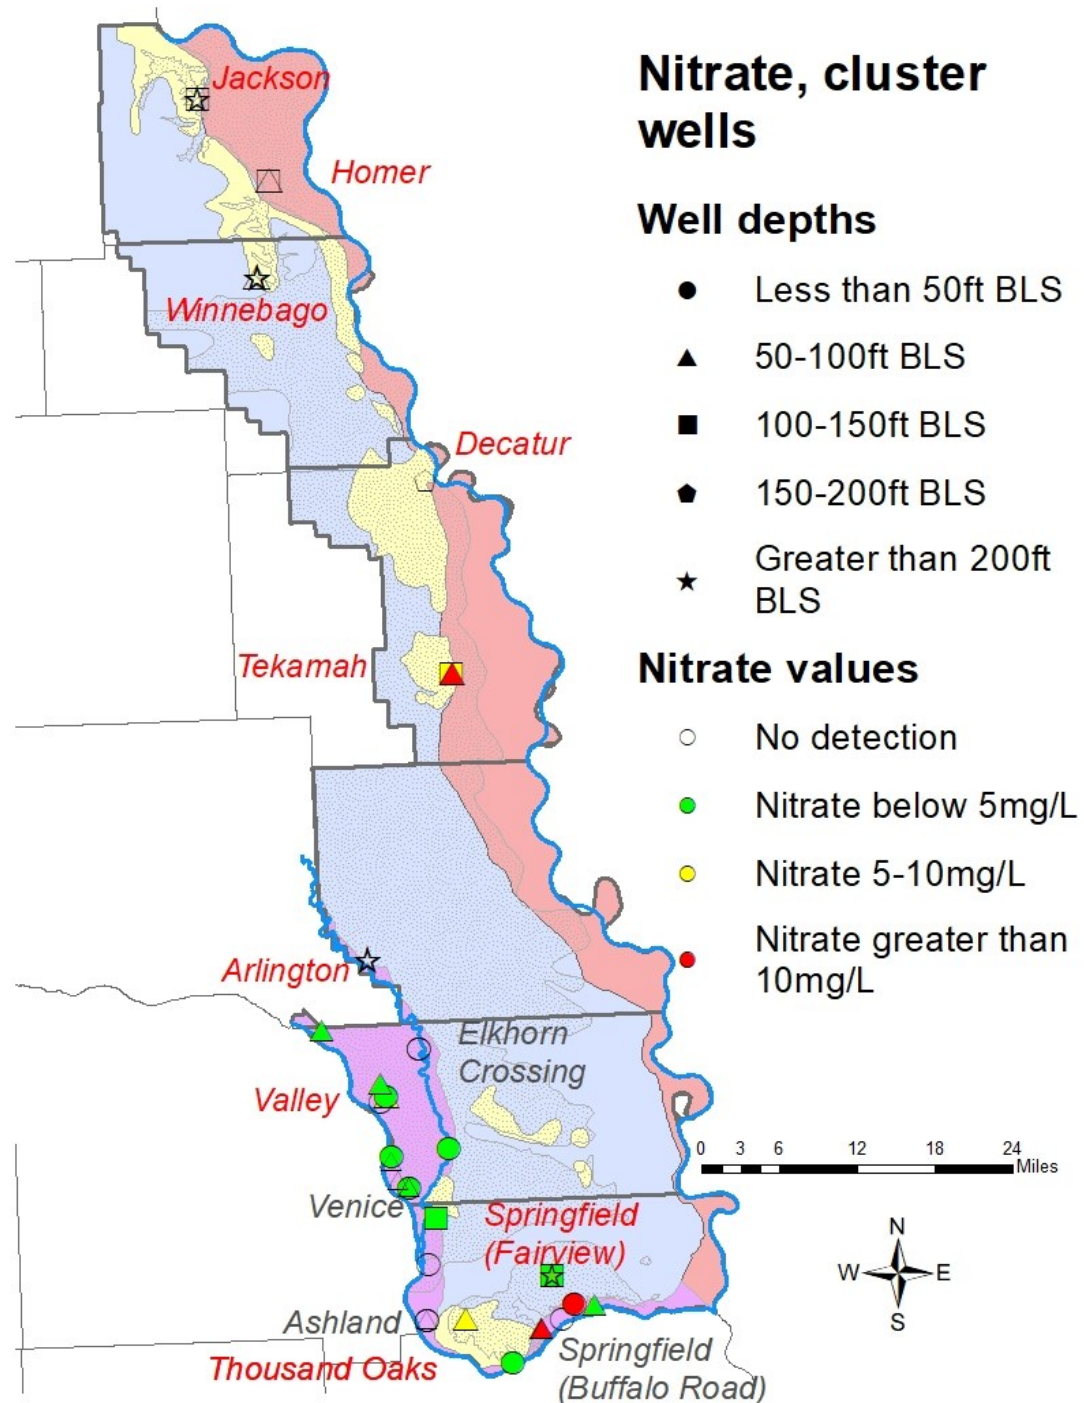 Nitrate, cluster
wells
Well depths
Less than 50ft BLS
50-100ft BLS
100-150ft BLS
150-200ft BLS
Greater than 200ft
BLS
Nitrate values
No detection
Nitrate below 5mg/L
Nitrate 5-10mg/L
Nitrate greater than
10mg/L
Jackson
Homer
Winnebago
Decatur
Tekamah
Arlington
Elkhorn
Crossing
Valley
Venice
Springfield
(Fairview)
Ashland
Thousand Oaks
Springfield
(Buffalo Road)
0 3 6 12 18 24
Miles
N
W E
S